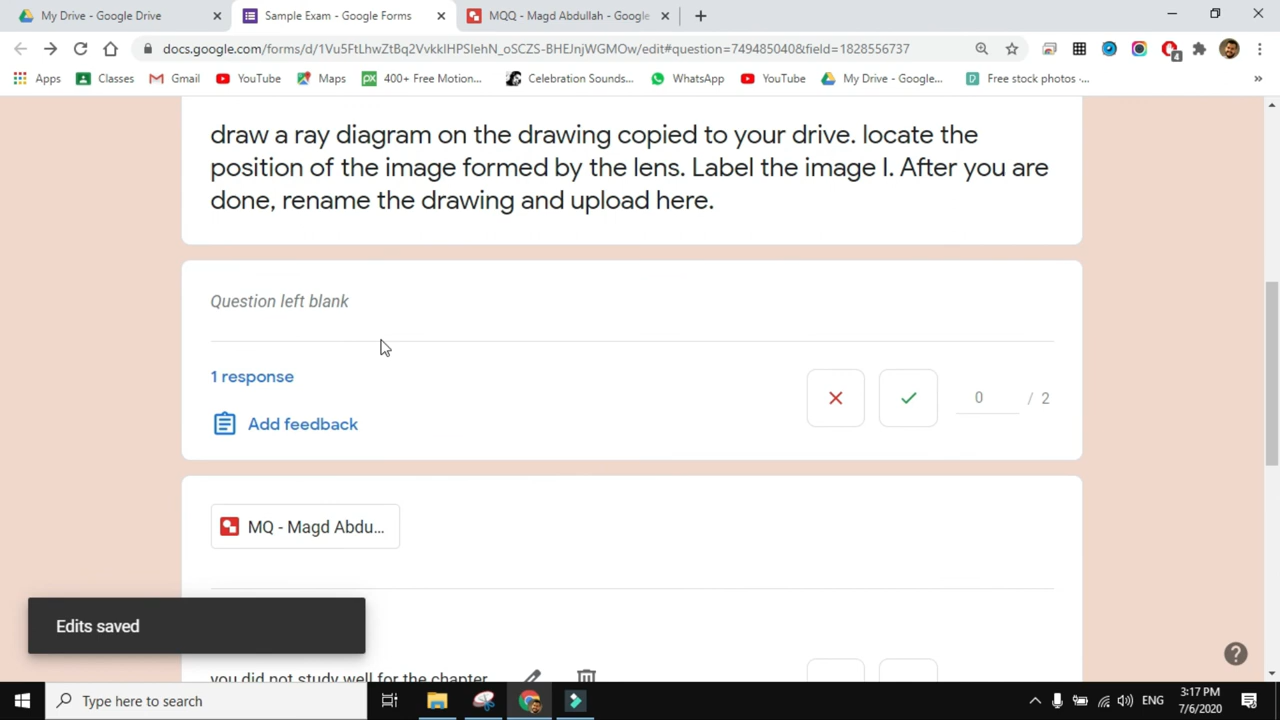 My Drive - Google Drive
Sample Exam - Google Forms
MQQ - Magd Abdullah - Google
docs.google.com/forms/d/1Vu5FtLhwZtBq2VvkklHPSlehN_oSCZS-BHEJnjWGMOw/edit#question=749485040&field=1828556737
4
Apps
Classes
Gmail
YouTube
Maps
400+ Free Motion...
Celebration Sounds...
WhatsApp
YouTube
My Drive - Google...
Free stock photos ·...
»
draw a ray diagram on the drawing copied to your drive. locate the
position of the image formed by the lens. Label the image I. After you are
done, rename the drawing and upload here.
Question left blank
1 response
0 / 2
Add feedback
MQ - Magd Abdu...
Edits saved
you did not study well for the chapter
Type here to search
ENG
3:17 PM
7/6/2020